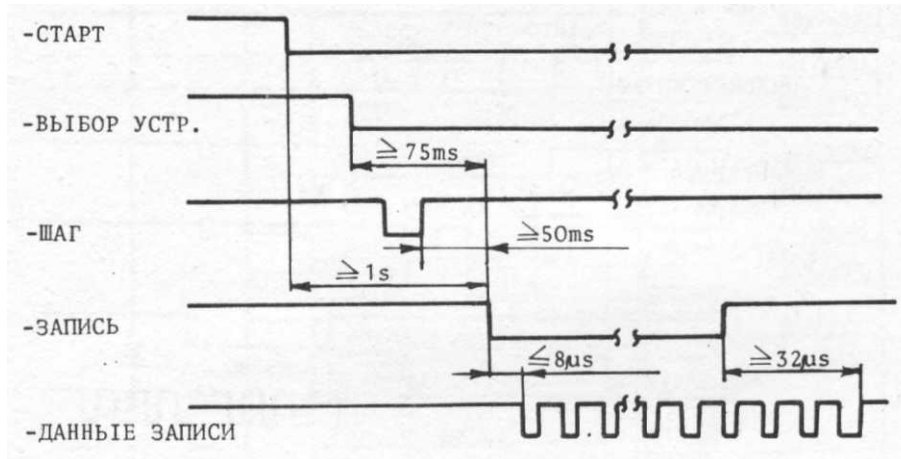 -СТАРТ
-ВЫБОР УСТР.
≧ 75ms
-ШАГ
≧50ms
≧ 1s
-ЗАПИСЬ
≦ 8μs
≧ 32μs
-ДАННЫЕ ЗАПИСИ